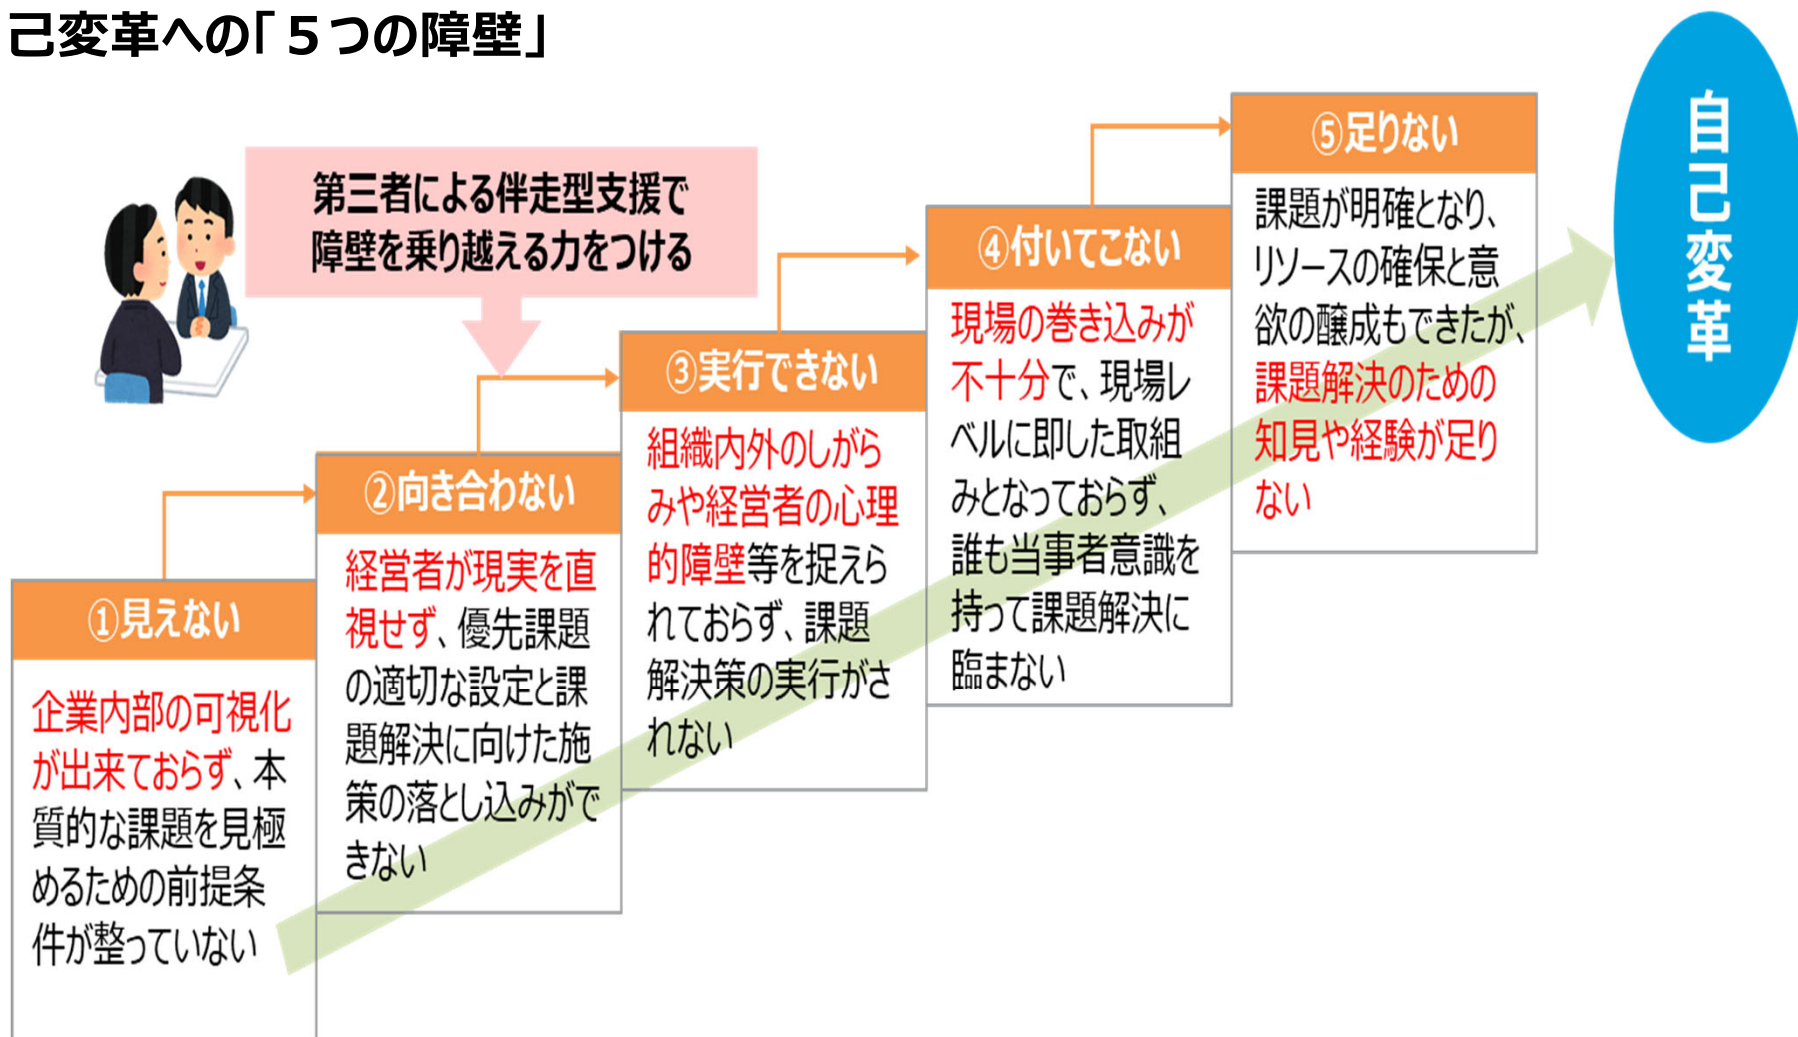 己変革への「５つの障壁」
第三者による伴走型支援で
障壁を乗り越える力をつける
①見えない
企業内部の可視化
が出来ておらず、本
質的な課題を見極
めるための前提条
件が整っていない
②向き合わない
経営者が現実を直
視せず、優先課題
の適切な設定と課
題解決に向けた施
策の落とし込みがで
きない
③実行できない
組織内外のしがら
みや経営者の心理
的障壁等を捉えら
れておらず、課題
解決策の実行がさ
れない
④付いてこない
現場の巻き込みが
不十分で、現場レ
ベルに即した取組
みとなっておらず、
誰も当事者意識を
持って課題解決に
臨まない
⑤足りない
課題が明確となり、
リソースの確保と意
欲の醸成もできたが、
課題解決のための
知見や経験が足り
ない
自己変革